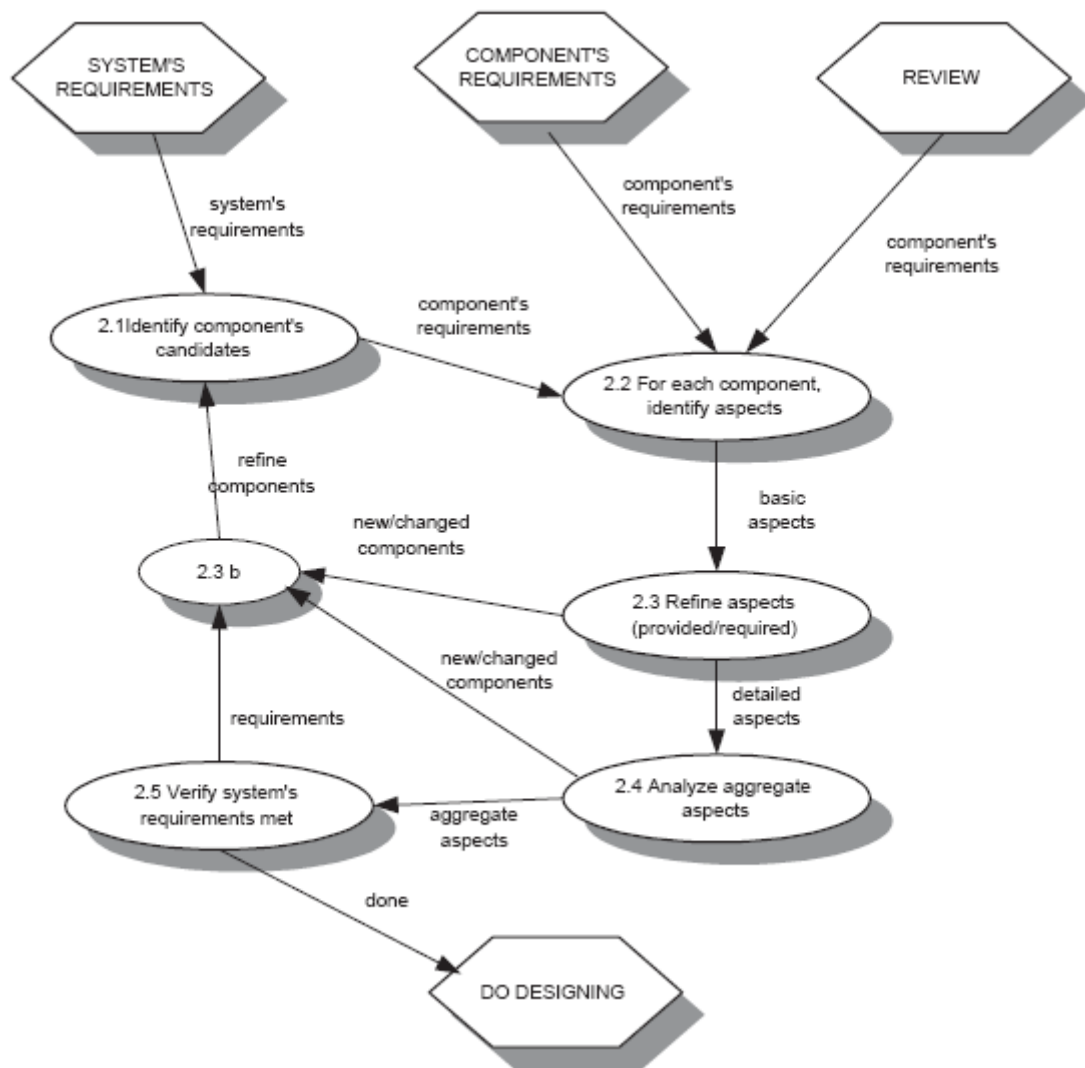 SYSTEM'S
REQUIREMENTS
COMPONENT'S
REQUIREMENTS
REVIEW
system's
requirements
component's
requirements
component's
requirements
2.1Identify component's
candidates
component's
requirements
2.2 For each component,
identify aspects
refine
components
basic
aspects
new/changed
components
2.3 b
2.3 Refine aspects
(provided/required)
new/changed
components
detailed
aspects
requirements
2.5 Verify system's
requirements met
aggregate
aspects
2.4 Analyze aggregate
aspects
done
DO DESIGNING